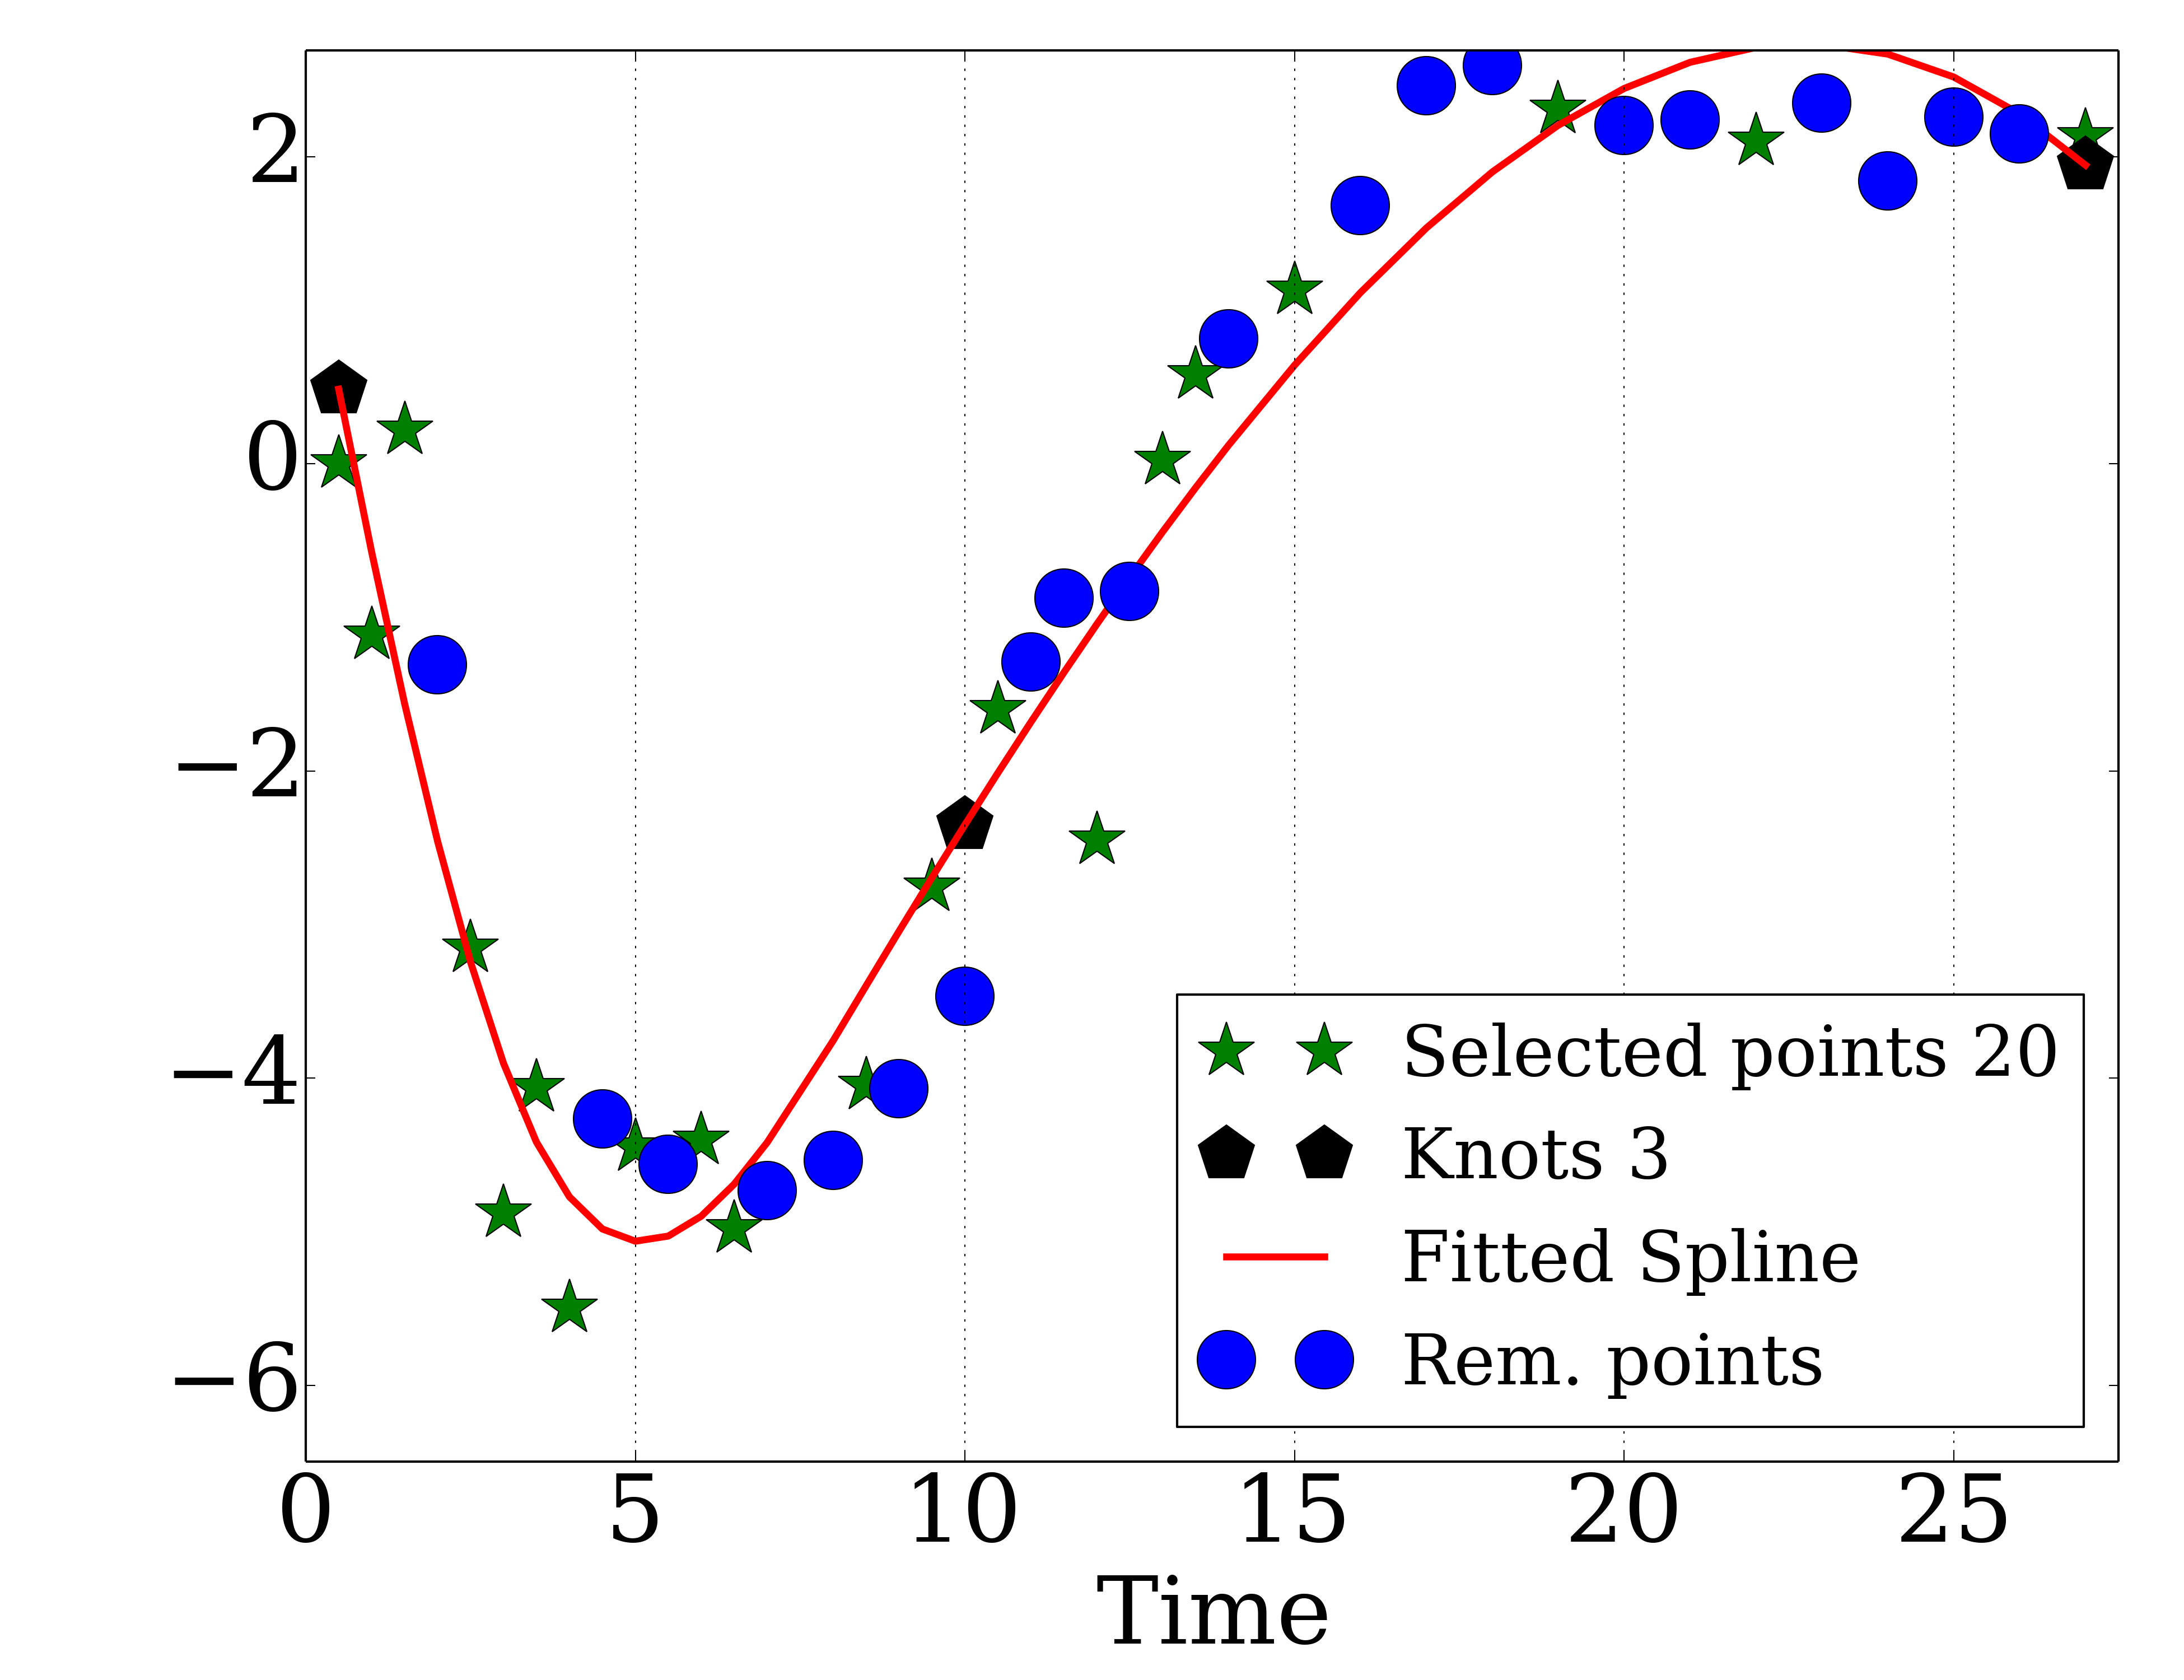 2
0
−2
−4
−6
0 5 10 15 20 25
Time
Selected points 20
Knots 3
Fitted Spline
Rem. points